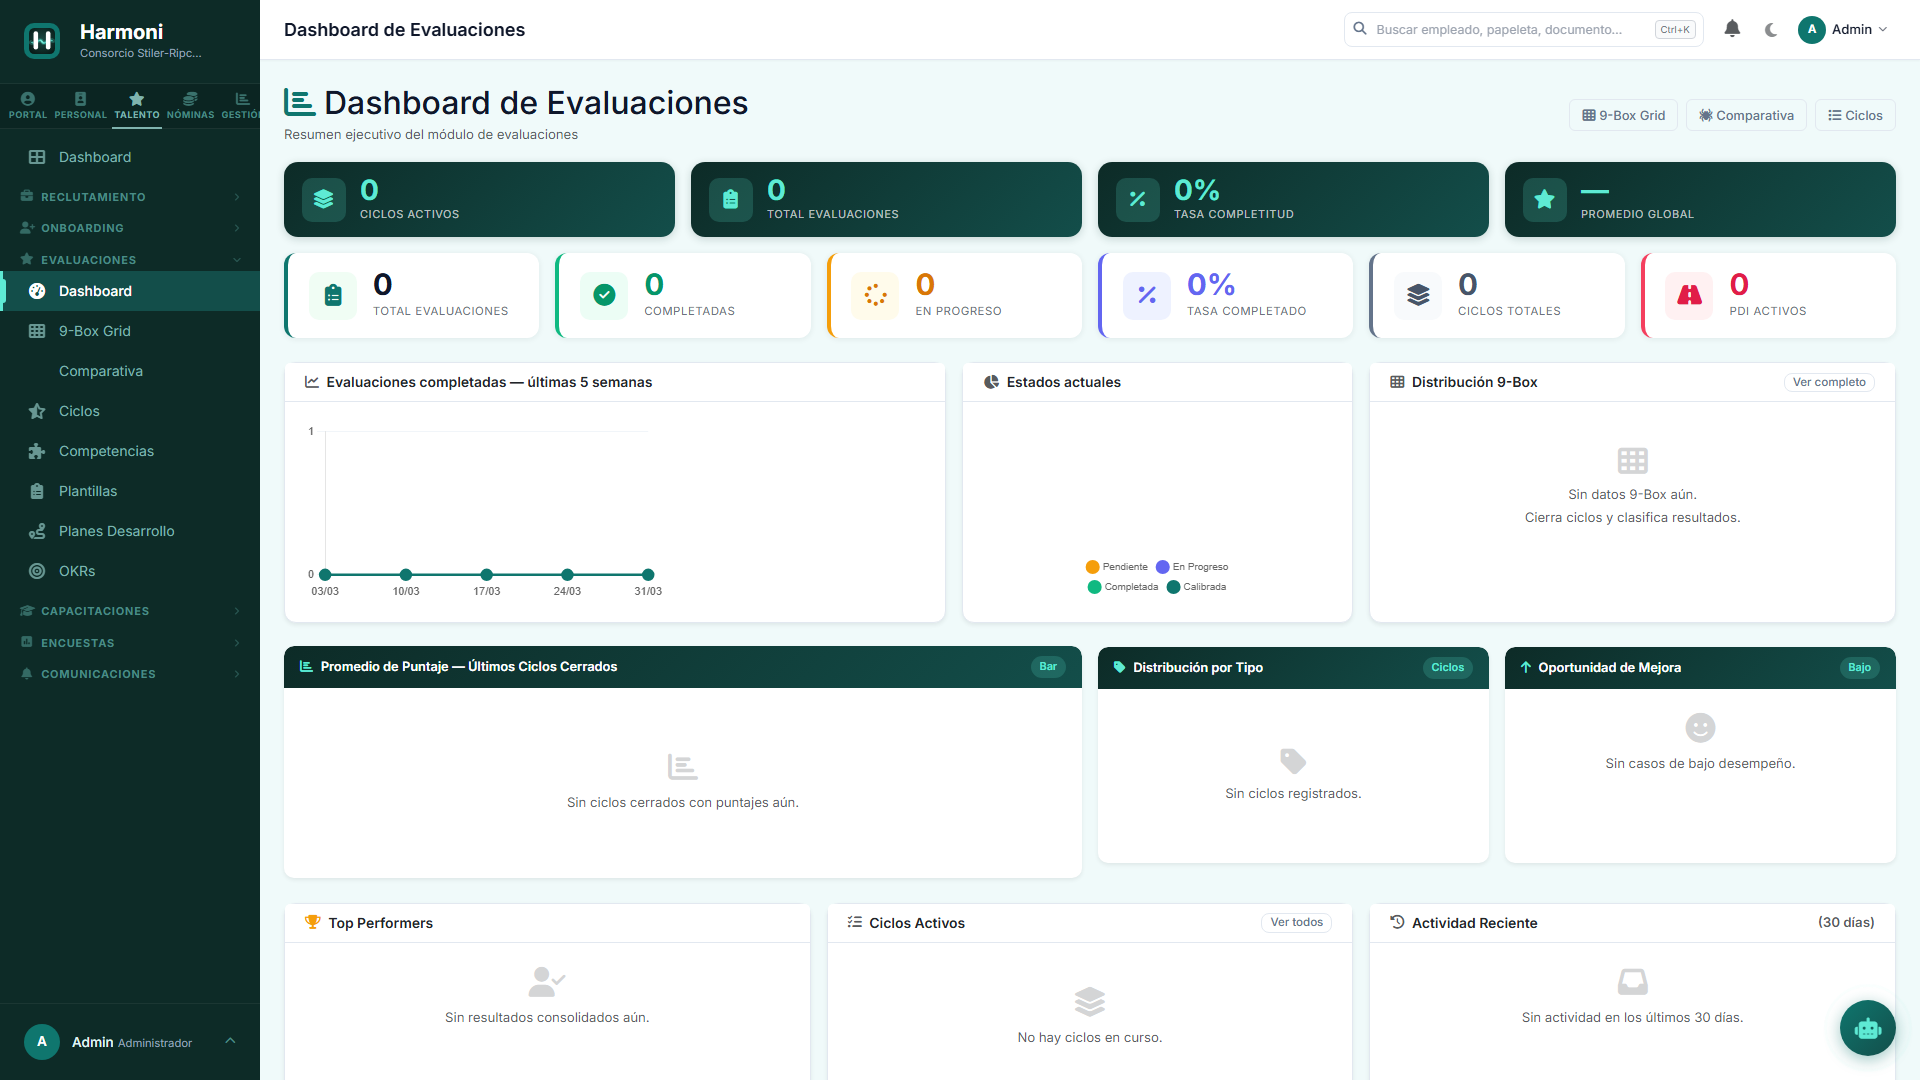 Harmoni
Consorcio Stiler-Ripc...
PORTAL
PERSONAL
TALENTO
NÓMINAS
GESTIÓ
Dashboard
RECLUTAMIENTO
ONBOARDING
EVALUACIONES
Dashboard
9-Box Grid
Comparativa
Ciclos
Competencias
Plantillas
Planes Desarrollo
OKRs
CAPACITACIONES
ENCUESTAS
COMUNICACIONES
A
Admin Administrador
Dashboard de Evaluaciones
Buscar empleado, papeleta, documento...
Ctrl+K
A
Admin
Dashboard de Evaluaciones
Resumen ejecutivo del módulo de evaluaciones
9-Box Grid
Comparativa
Ciclos
0
CICLOS ACTIVOS
0
TOTAL EVALUACIONES
0%
TASA COMPLETITUD
—
PROMEDIO GLOBAL
0
TOTAL EVALUACIONES
0
COMPLETADAS
0
EN PROGRESO
0%
TASA COMPLETADO
0
CICLOS TOTALES
0
PDI ACTIVOS
Evaluaciones completadas — últimas 5 semanas
1
0
03/03
10/03
17/03
24/03
31/03
Estados actuales
Pendiente
En Progreso
Completada
Calibrada
Distribución 9-Box
Ver completo
Sin datos 9-Box aún.
Cierra ciclos y clasifica resultados.
Promedio de Puntaje — Últimos Ciclos Cerrados
Bar
Sin ciclos cerrados con puntajes aún.
Distribución por Tipo
Ciclos
Sin ciclos registrados.
Oportunidad de Mejora
Bajo
Sin casos de bajo desempeño.
Top Performers
Sin resultados consolidados aún.
Ciclos Activos
Ver todos
No hay ciclos en curso.
Actividad Reciente
(30 días)
Sin actividad en los últimos 30 días.